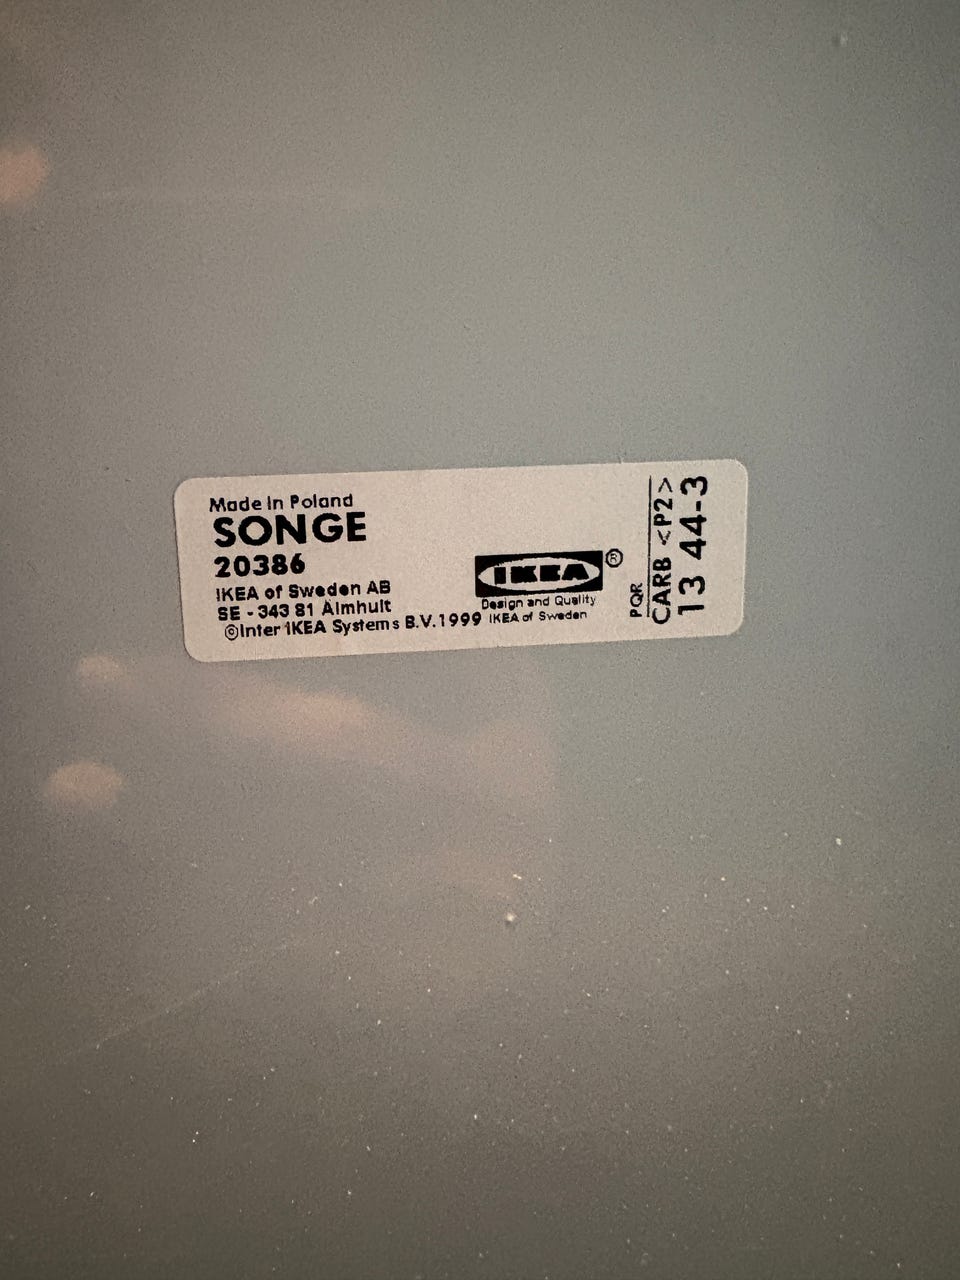 Made In Poland
SONGE
20386
IKEA of Sweden AB
SE - 343 81 Älmhult
©Inter IKEA Systems B.V.1999
IKEA®
Design and Quality
IKEA of Sweden
PQR
CARB <P2>
13 44-3